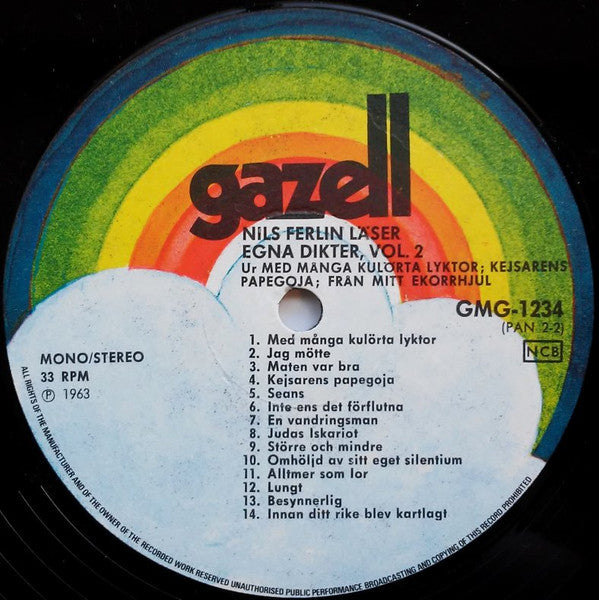 gazell
NiLS FERLIN LÄSER
EGNA DIKTER, VOL. 2
Ur MED MÅNGA KULÖRTA LYKTOR; KEJSARENS
PAPEGOJA; FRÅN MITT EKORRHJUL
GMG-1234
(PAN 2-2)
NCB
MONO/STEREO
33 RPM
Ⓟ 1963
1. Med många kulörta lyktor
2. Jag mötte
3. Maten var bra
4. Kejsarens papegoja
5. Seans
6. Inte ens det förflutna
7. En vandringsman
8. Judas Iskariot
9. Större och mindre
10. Omhöljd av sitt eget silentium
11. Alltmer som lor
12. Lungt
13. Besynnerlig
14. Innan ditt rike blev kartlagt
ALL RIGHTS OF THE MANUFACTURER AND OF THE OWNER OF THE RECORDED WORK RESERVED UNAUTHORISED PUBLIC PERFORMANCE BROADCASTING AND COPYING OF THIS RECORD PROHIBITED